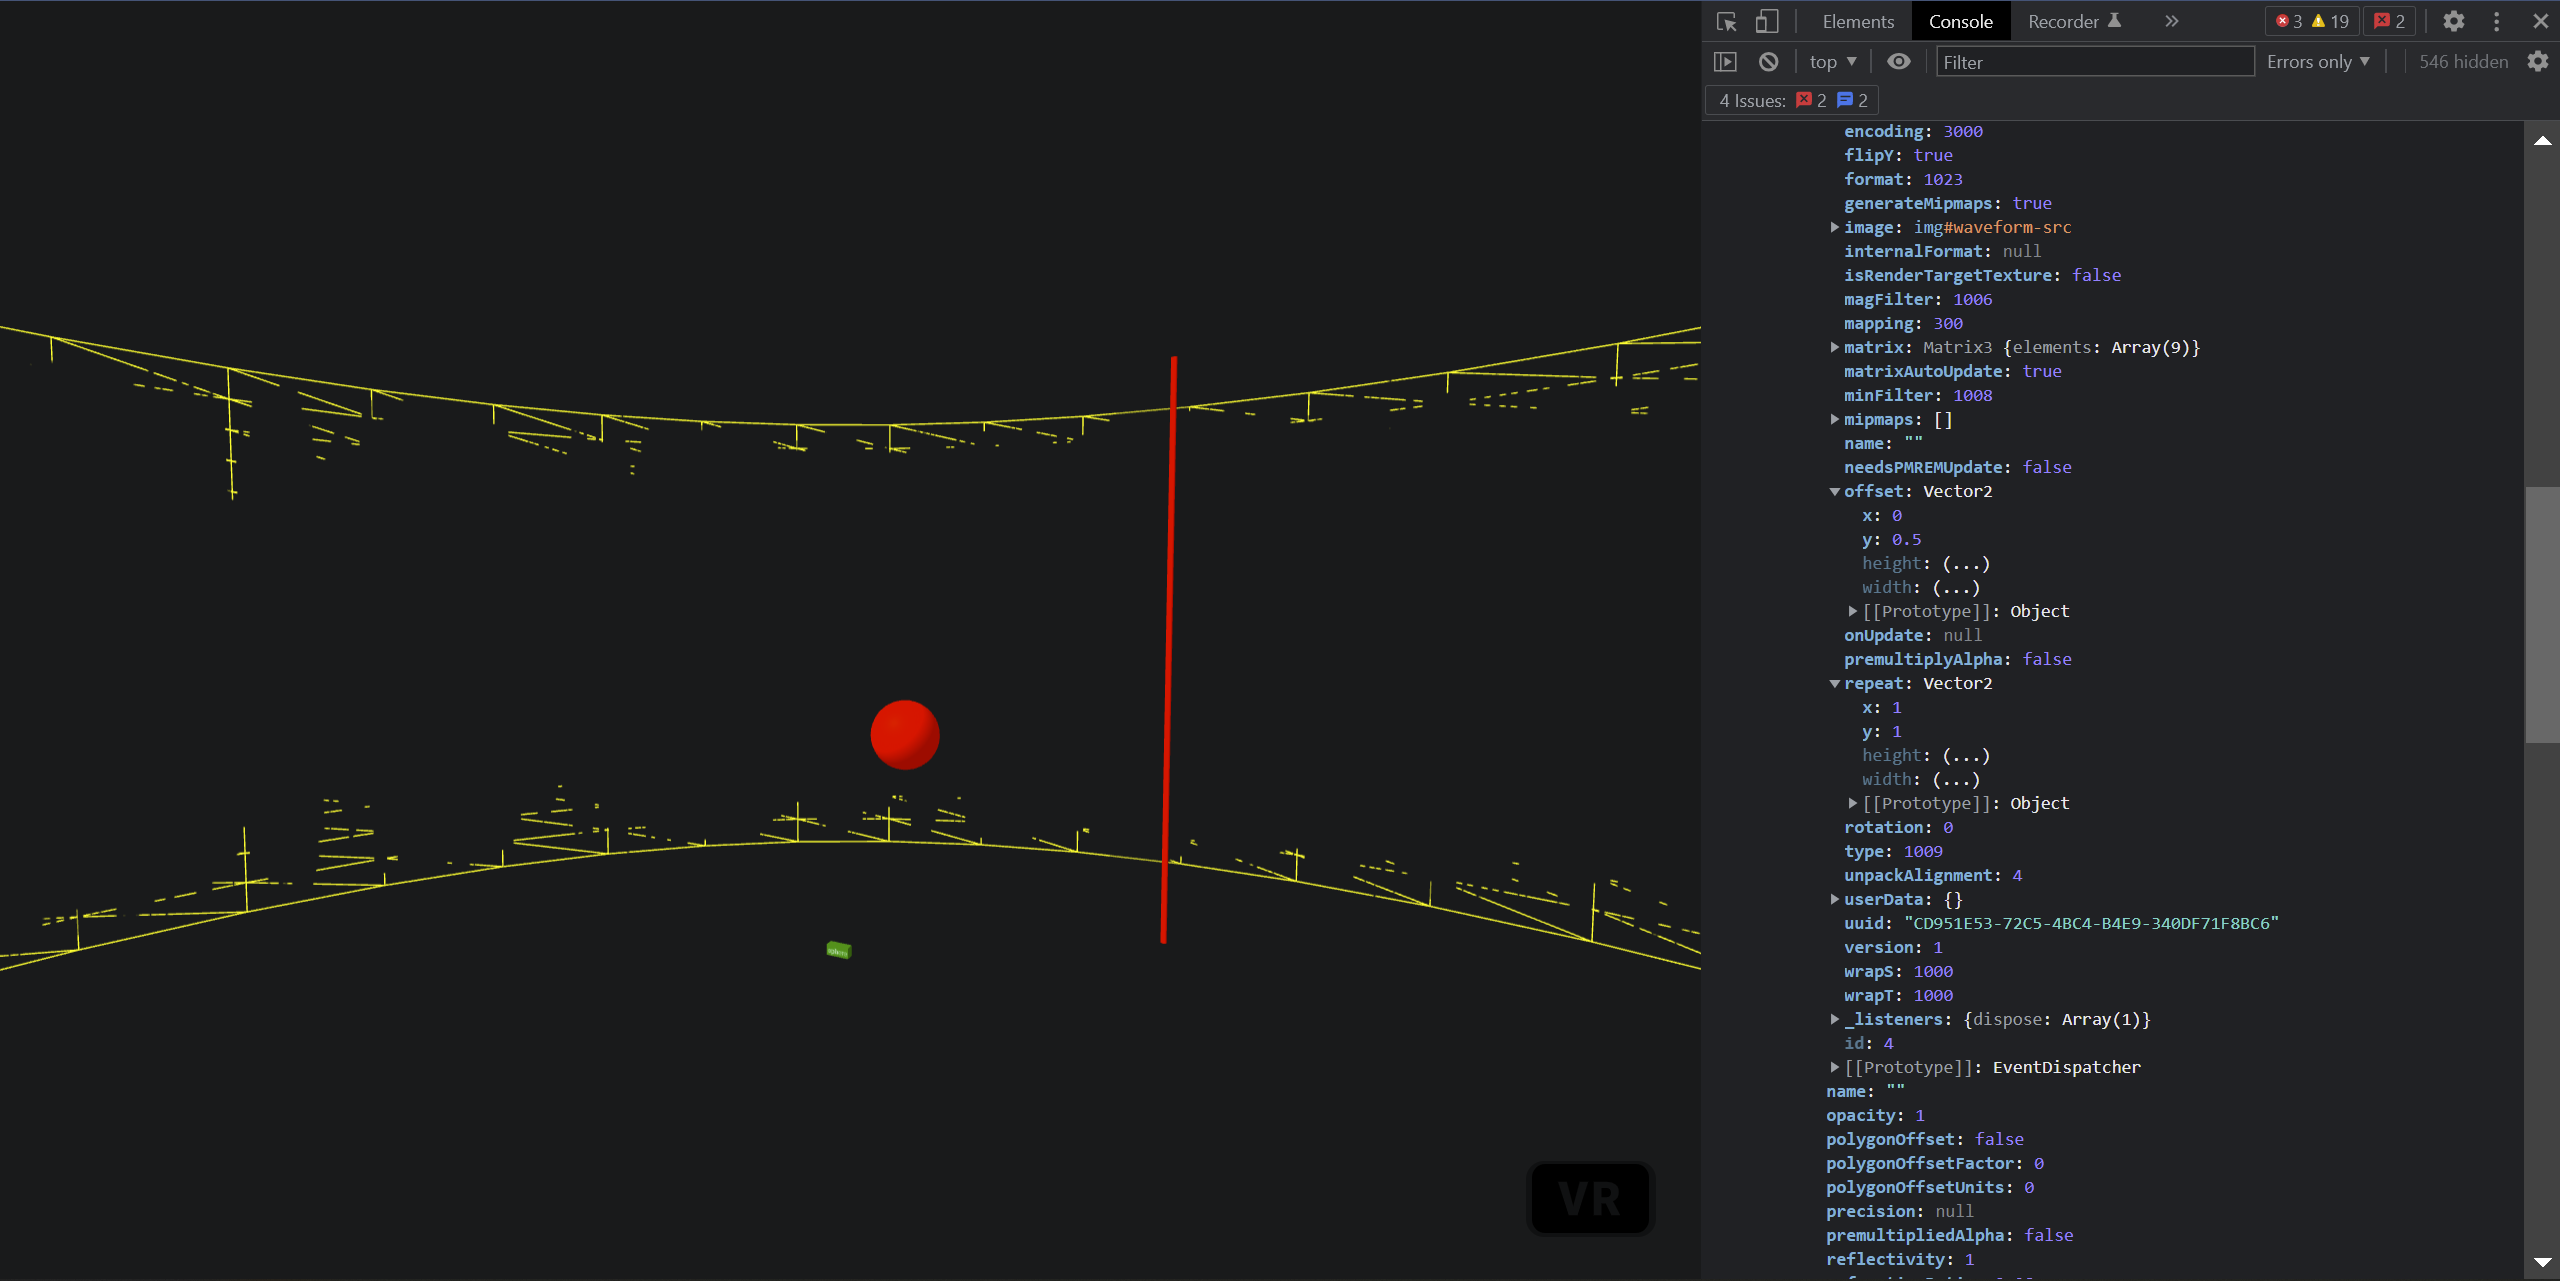 VR
Elements Console Recorder 3 19 2
top Filter Errors only 546 hidden
4 Issues: 2 2
encoding: 3000
flipY: true
format: 1023
generateMipmaps: true
image: img#waveform-src
internalFormat: null
isRenderTargetTexture: false
magFilter: 1006
mapping: 300
matrix: Matrix3 {elements: Array(9)}
matrixAutoUpdate: true
minFilter: 1008
mipmaps: []
name: ""
needsPMREMUpdate: false
offset: Vector2
x: 0
y: 0.5
height: (...)
width: (...)
[[Prototype]]: Object
onUpdate: null
premultiplyAlpha: false
repeat: Vector2
x: 1
y: 1
height: (...)
width: (...)
[[Prototype]]: Object
rotation: 0
type: 1009
unpackAlignment: 4
userData: {}
uuid: "CD951E53-72C5-4BC4-B4E9-340DF71F8BC6"
version: 1
wrapS: 1000
wrapT: 1000
_listeners: {dispose: Array(1)}
id: 4
[[Prototype]]: EventDispatcher
name: ""
opacity: 1
polygonOffset: false
polygonOffsetFactor: 0
polygonOffsetUnits: 0
precision: null
premultipliedAlpha: false
reflectivity: 1